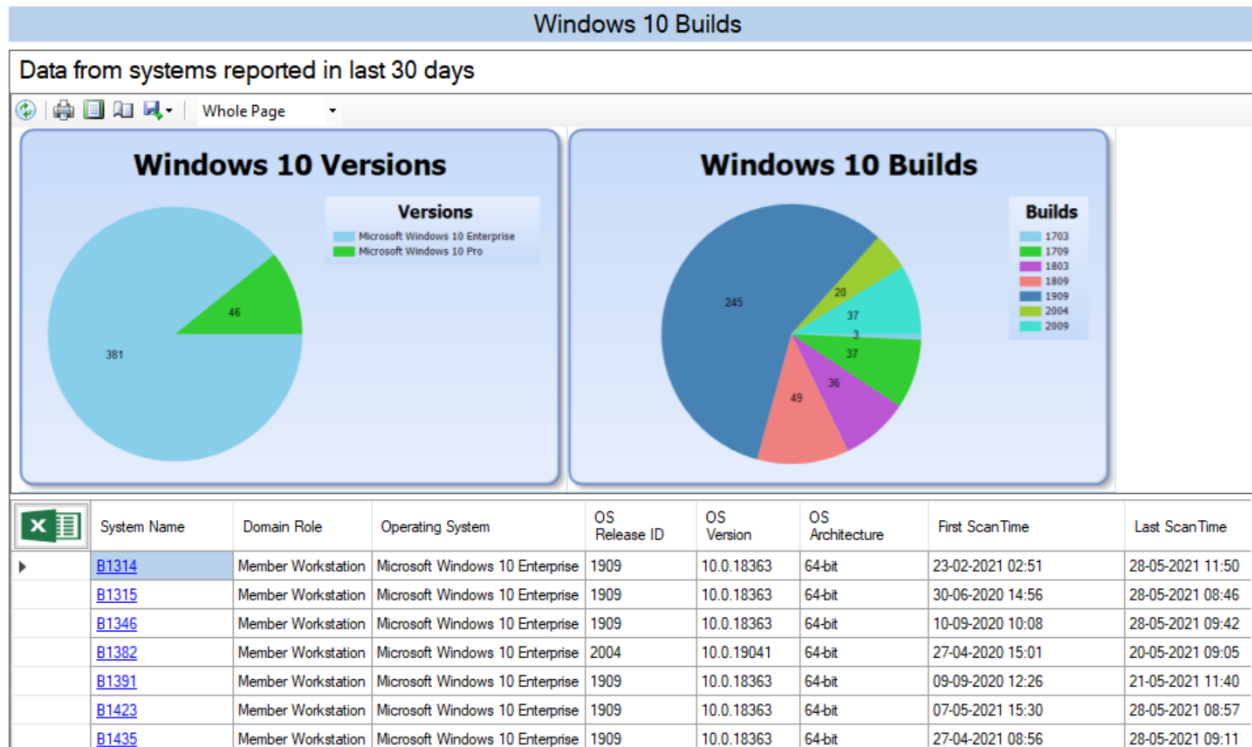 Windows 10 Builds
Data from systems reported in last 30 days
Whole Page
Windows 10 Versions
Versions
Microsoft Windows 10 Enterprise
Microsoft Windows 10 Pro
46
381
Windows 10 Builds
Builds
1703
1709
1803
1809
1909
2004
2009
245
20
37
3
37
36
49
System Name Domain Role Operating System OS Release ID OS Version OS Architecture First ScanTime Last ScanTime
B1314 Member Workstation Microsoft Windows 10 Enterprise 1909 10.0.18363 64-bit 23-02-2021 02:51 28-05-2021 11:50
B1315 Member Workstation Microsoft Windows 10 Enterprise 1909 10.0.18363 64-bit 30-06-2020 14:56 28-05-2021 08:46
B1346 Member Workstation Microsoft Windows 10 Enterprise 1909 10.0.18363 64-bit 10-09-2020 10:08 28-05-2021 09:42
B1382 Member Workstation Microsoft Windows 10 Enterprise 2004 10.0.19041 64-bit 27-04-2020 15:01 20-05-2021 09:05
B1391 Member Workstation Microsoft Windows 10 Enterprise 1909 10.0.18363 64-bit 09-09-2020 12:26 21-05-2021 11:40
B1423 Member Workstation Microsoft Windows 10 Enterprise 1909 10.0.18363 64-bit 07-05-2021 15:30 28-05-2021 08:57
B1435 Member Workstation Microsoft Windows 10 Enterprise 1909 10.0.18363 64-bit 27-04-2021 08:56 28-05-2021 09:11